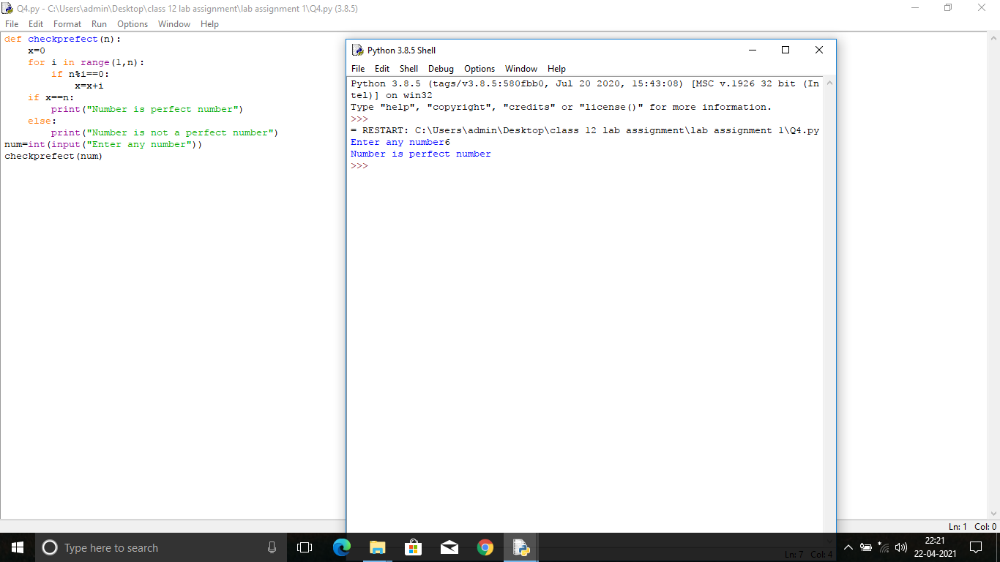 Q4.py - C:\Users\admin\Desktop\class 12 lab assignment\lab assignment 1\Q4.py (3.8.5)
File Edit Format Run Options Window Help
def checkprefect(n):
    x=0
    for i in range(1,n):
        if n%i==0:
            x=x+i
    if x==n:
        print("Number is perfect number")
    else:
        print("Number is not a perfect number")
num=int(input("Enter any number"))
checkprefect(num)
Python 3.8.5 Shell
File Edit Shell Debug Options Window Help
Python 3.8.5 (tags/v3.8.5:580fbb0, Jul 20 2020, 15:43:08) [MSC v.1926 32 bit (In
tel)] on win32
Type "help", "copyright", "credits" or "license()" for more information.
>>>
= RESTART: C:\Users\admin\Desktop\class 12 lab assignment\lab assignment 1\Q4.py
Enter any number6
Number is perfect number
>>>
Ln: 1 Col: 0
Ln: 7 Col: 4
Type here to search
22:21
22-04-2021